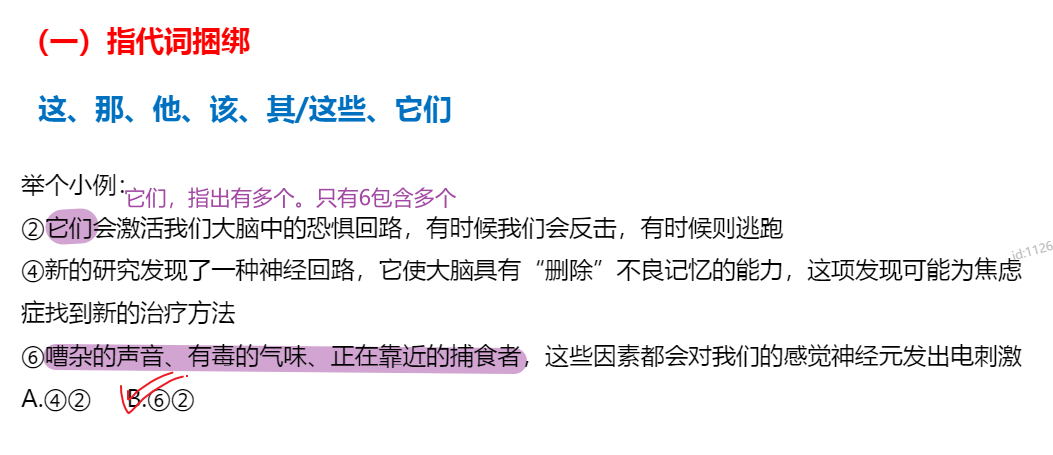 （一）指代词捆绑
这、那、他、该、其/这些、它们
举个小例：
它们，指出有多个。只有6包含多个
②它们会激活我们大脑中的恐惧回路，有时候我们会反击，有时候则逃跑
id:1126
④新的研究发现了一种神经回路，它使大脑具有“删除”不良记忆的能力，这项发现可能为焦虑
症找到新的治疗方法
⑥嘈杂的声音、有毒的气味、正在靠近的捕食者，这些因素都会对我们的感觉神经元发出电刺激
A.④② B.⑥②